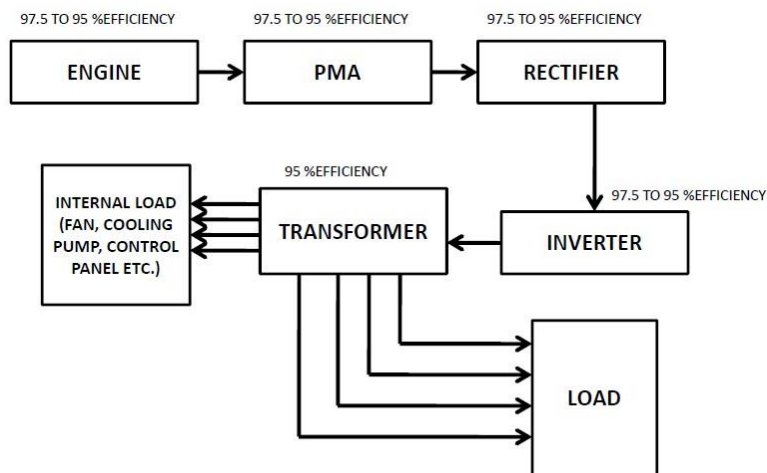 97.5 TO 95 %EFFICIENCY
97.5 TO 95 %EFFICIENCY
97.5 TO 95 %EFFICIENCY
ENGINE
PMA
RECTIFIER
95 %EFFICIENCY
97.5 TO 95 %EFFICIENCY
INTERNAL LOAD
(FAN, COOLING
PUMP, CONTROL
PANEL ETC.)
TRANSFORMER
INVERTER
LOAD